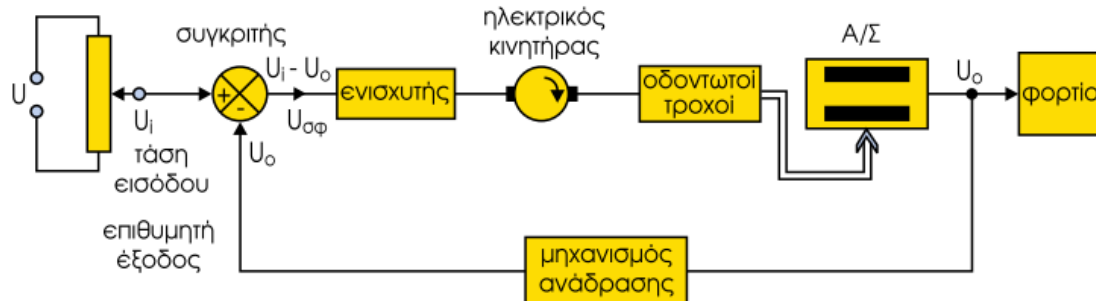 συγκριτής
ηλεκτρικός
κινητήρας
Α/Σ
U
Uᵢ
τάση
εισόδου
επιθυμητή
έξοδος
+
-
Uᵢ - Uₒ
Uσφ
Uₒ
ενισχυτής
οδοντωτοί
τροχοί
Uₒ
φορτίο
μηχανισμός
ανάδρασης